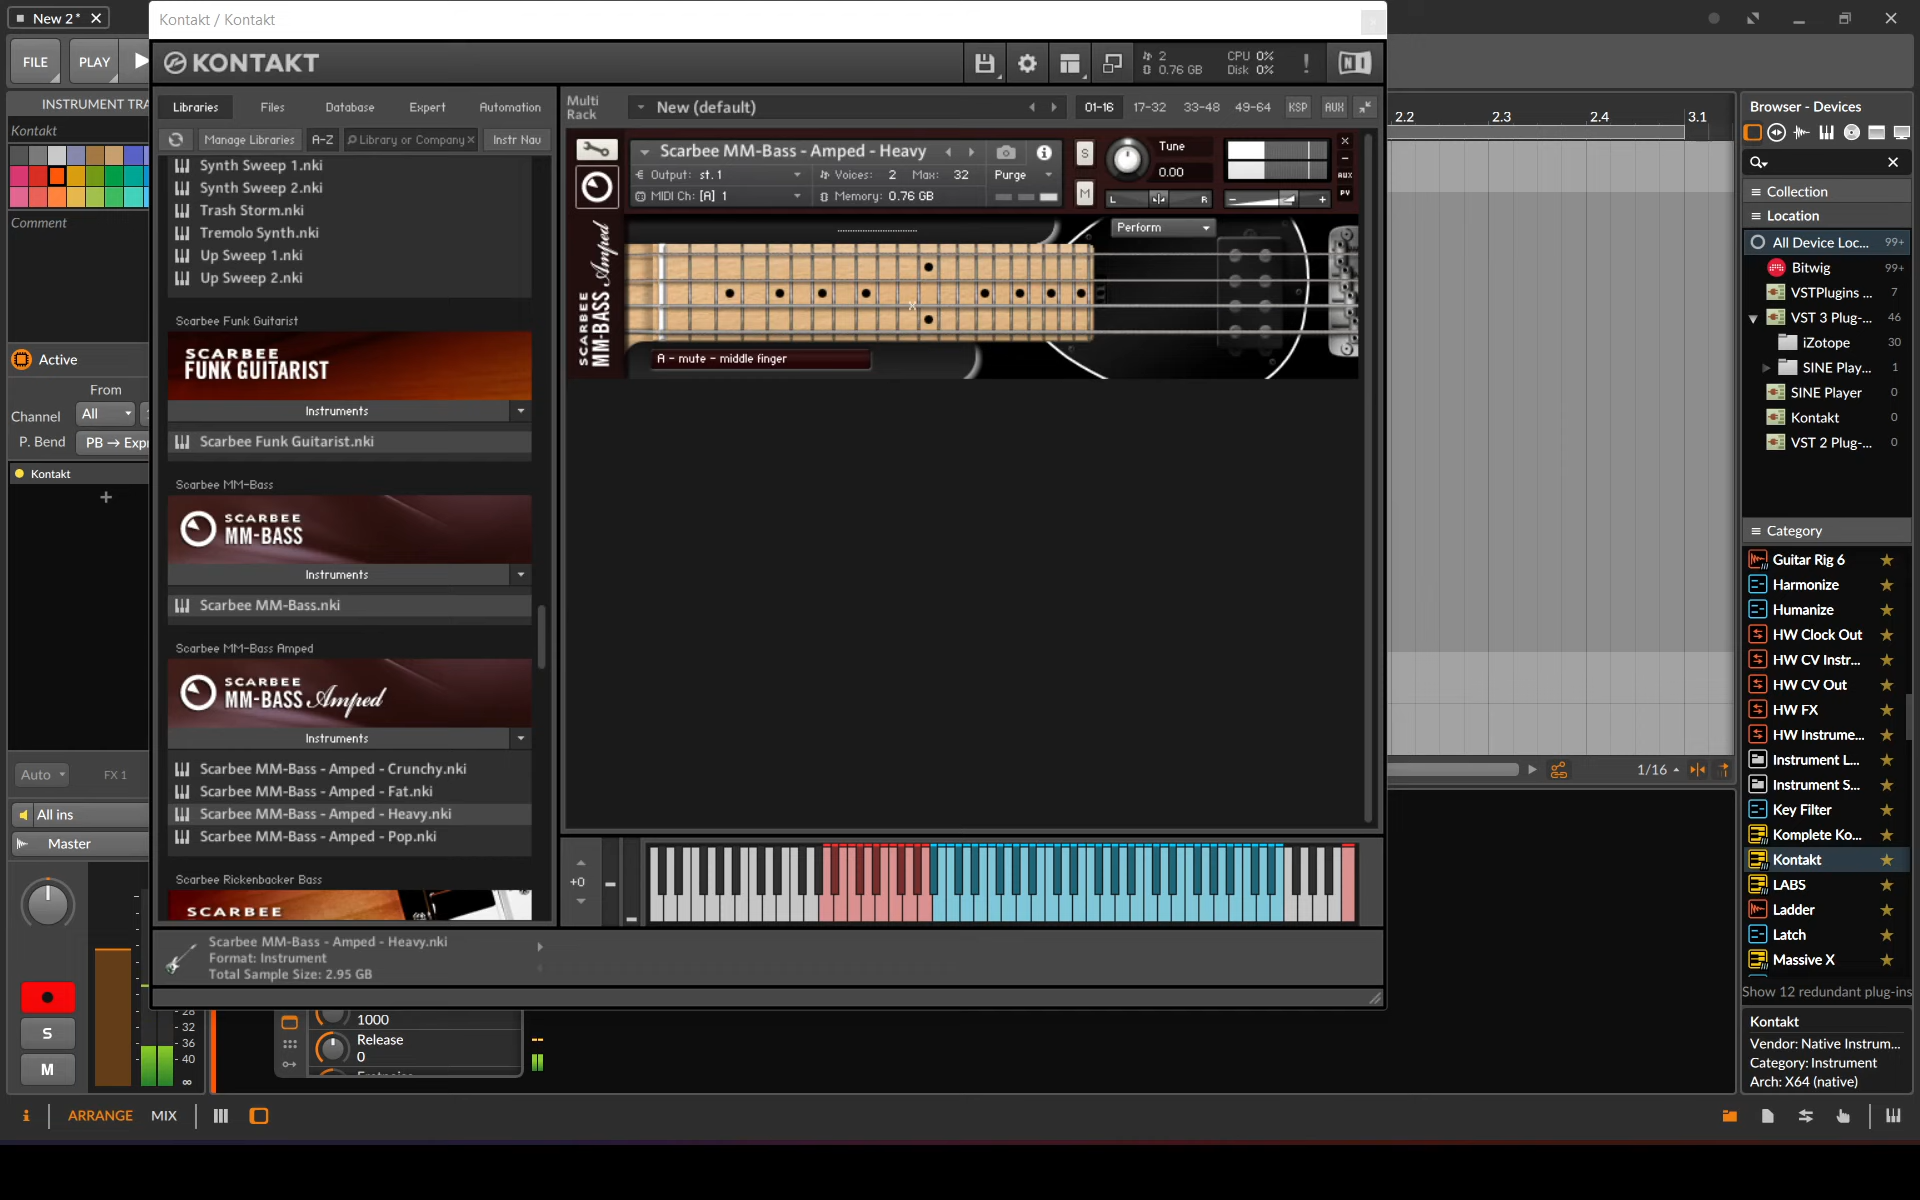 New 2*
Kontakt / Kontakt
FILE
PLAY
KONTAKT
2
0.76 GB
CPU 0%
Disk 0%
!
INSTRUMENT TRA
Kontakt
Comment
Active
From
Channel
All
P. Bend
PB → Expr
Kontakt
+
Auto
FX 1
All ins
Master
S
M
28
32
36
40
∞
Libraries
Files
Database
Expert
Automation
Manage Libraries
A-Z
Library or Company
Instr Nav
Synth Sweep 1.nki
Synth Sweep 2.nki
Trash Storm.nki
Tremolo Synth.nki
Up Sweep 1.nki
Up Sweep 2.nki
Scarbee Funk Guitarist
SCARBEE
FUNK GUITARIST
Instruments
Scarbee Funk Guitarist.nki
Scarbee MM-Bass
SCARBEE
MM-BASS
Instruments
Scarbee MM-Bass.nki
Scarbee MM-Bass Amped
SCARBEE
MM-BASS Amped
Instruments
Scarbee MM-Bass - Amped - Crunchy.nki
Scarbee MM-Bass - Amped - Fat.nki
Scarbee MM-Bass - Amped - Heavy.nki
Scarbee MM-Bass - Amped - Pop.nki
Scarbee Rickenbacker Bass
SCARBEE
Multi
Rack
New (default)
01-16
17-32
33-48
49-64
KSP
AUX
Scarbee MM-Bass - Amped - Heavy
Output: st. 1
Voices: 2 Max: 32
Purge
MIDI Ch: [A] 1
Memory: 0.76 GB
S
M
Tune
0.00
L
R
AUX
PV
SCARBEE
MM-BASS Amped
Perform
A - mute - middle finger
+0
Scarbee MM-Bass - Amped - Heavy.nki
Format: Instrument
Total Sample Size: 2.95 GB
1000
Release
0
2.2
2.3
2.4
3.1
1/16
Browser - Devices
Collection
Location
All Device Loc... 99+
Bitwig 99+
VSTPlugins ... 7
VST 3 Plug-... 46
iZotope 30
SINE Play... 1
SINE Player 0
Kontakt 0
VST 2 Plug-... 0
Category
Guitar Rig 6
Harmonize
Humanize
HW Clock Out
HW CV Instr...
HW CV Out
HW FX
HW Instrume...
Instrument L...
Instrument S...
Key Filter
Komplete Ko...
Kontakt
LABS
Ladder
Latch
Massive X
Show 12 redundant plug-ins
Kontakt
Vendor: Native Instrum...
Category: Instrument
Arch: X64 (native)
ARRANGE
MIX